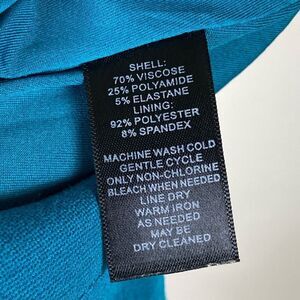 SHELL:
70% VISCOSE
25% POLYAMIDE
5% ELASTANE
LINING:
92% POLYESTER
8% SPANDEX
MACHINE WASH COLD
GENTLE CYCLE
ONLY NON-CHLORINE
BLEACH WHEN NEEDED
LINE DRY
WARM IRON
AS NEEDED
MAY BE
DRY CLEANED